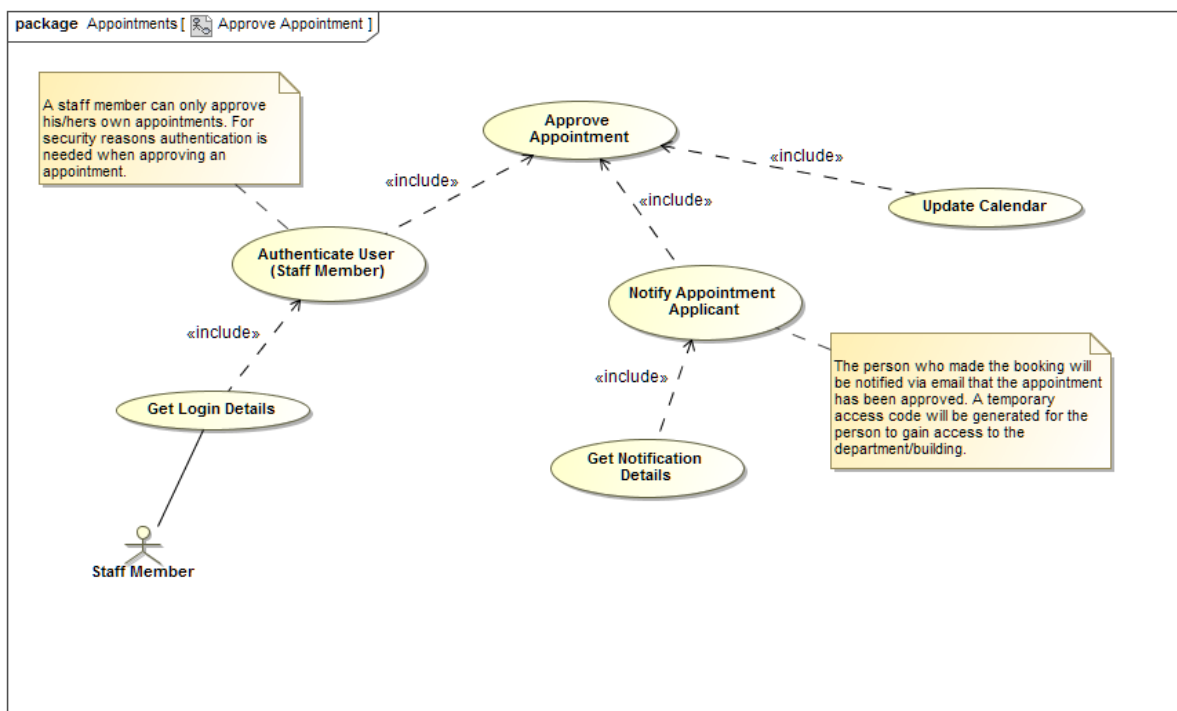 package Appointments [ Approve Appointment ]
A staff member can only approve
his/hers own appointments. For
security reasons authentication is
needed when approving an
appointment.
Approve
Appointment
«include»
«include»
«include»
Update Calendar
Authenticate User
(Staff Member)
Notify Appointment
Applicant
«include»
The person who made the booking will
be notified via email that the appointment
has been approved. A temporary
access code will be generated for the
person to gain access to the
department/building.
«include»
Get Login Details
Get Notification
Details
Staff Member